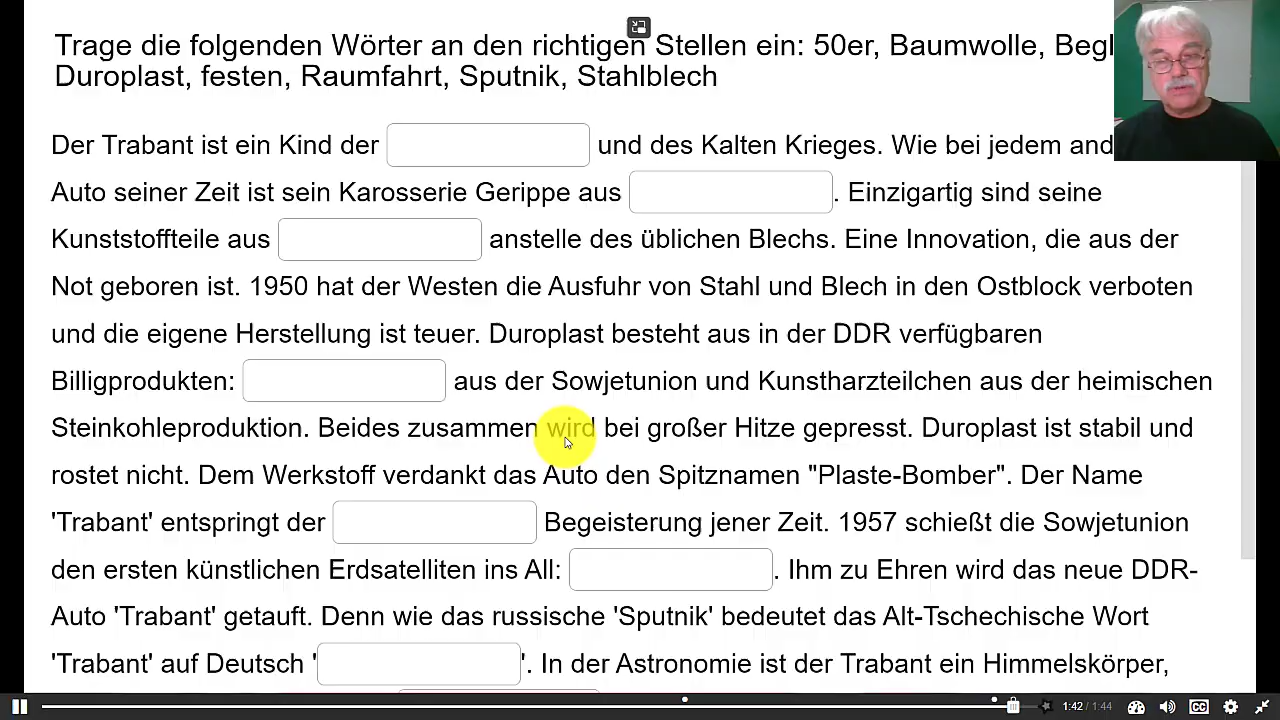 Trage die folgenden Wörter an den richtigen Stellen ein: 50er, Baumwolle, Begl
Duroplast, festen, Raumfahrt, Sputnik, Stahlblech
Der Trabant ist ein Kind der und des Kalten Krieges. Wie bei jedem and
Auto seiner Zeit ist sein Karosserie Gerippe aus . Einzigartig sind seine
Kunststoffteile aus anstelle des üblichen Blechs. Eine Innovation, die aus der
Not geboren ist. 1950 hat der Westen die Ausfuhr von Stahl und Blech in den Ostblock verboten
und die eigene Herstellung ist teuer. Duroplast besteht aus in der DDR verfügbaren
Billigprodukten: aus der Sowjetunion und Kunstharzteilchen aus der heimischen
Steinkohleproduktion. Beides zusammen wird bei großer Hitze gepresst. Duroplast ist stabil und
rostet nicht. Dem Werkstoff verdankt das Auto den Spitznamen "Plaste-Bomber". Der Name
'Trabant' entspringt der Begeisterung jener Zeit. 1957 schießt die Sowjetunion
den ersten künstlichen Erdsatelliten ins All: . Ihm zu Ehren wird das neue DDR-
Auto 'Trabant' getauft. Denn wie das russische 'Sputnik' bedeutet das Alt-Tschechische Wort
'Trabant' auf Deutsch ' '. In der Astronomie ist der Trabant ein Himmelskörper,
1:42 / 1:44 CC